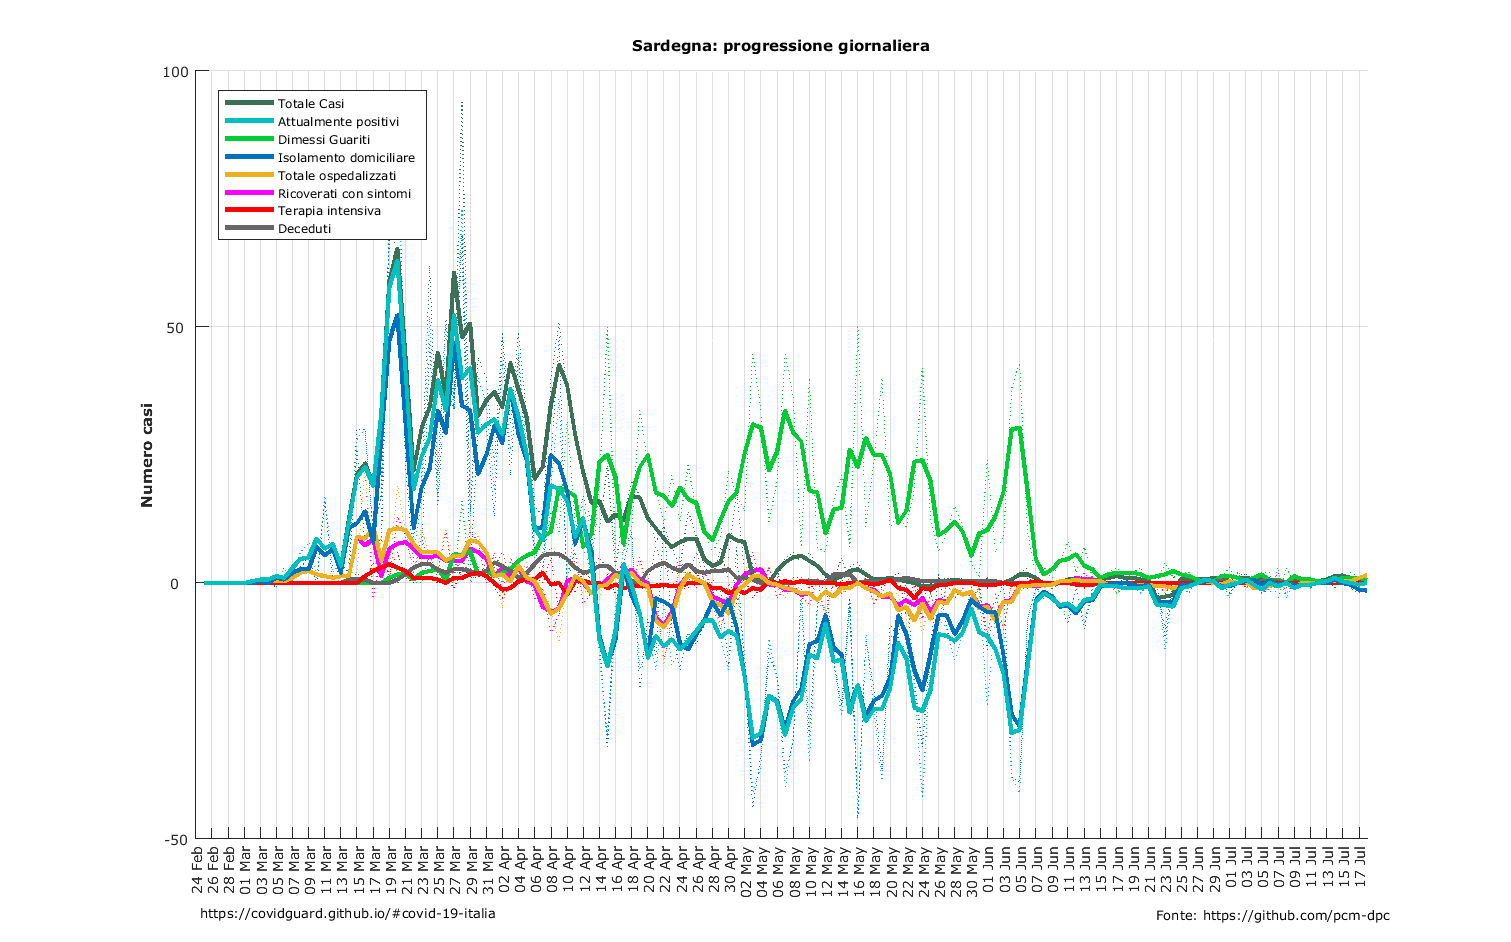 Sardegna: progressione giornaliera
100
50
0
-50
Numero casi
Totale Casi
Attualmente positivi
Dimessi Guariti
Isolamento domiciliare
Totale ospedalizzati
Ricoverati con sintomi
Terapia intensiva
Deceduti
24 Feb
26 Feb
28 Feb
01 Mar
03 Mar
05 Mar
07 Mar
09 Mar
11 Mar
13 Mar
15 Mar
17 Mar
19 Mar
21 Mar
23 Mar
25 Mar
27 Mar
29 Mar
31 Mar
02 Apr
04 Apr
06 Apr
08 Apr
10 Apr
12 Apr
14 Apr
16 Apr
18 Apr
20 Apr
22 Apr
24 Apr
26 Apr
28 Apr
30 Apr
02 May
04 May
06 May
08 May
10 May
12 May
14 May
16 May
18 May
20 May
22 May
24 May
26 May
28 May
30 May
01 Jun
03 Jun
05 Jun
07 Jun
09 Jun
11 Jun
13 Jun
15 Jun
17 Jun
19 Jun
21 Jun
23 Jun
25 Jun
27 Jun
29 Jun
01 Jul
03 Jul
05 Jul
07 Jul
09 Jul
11 Jul
13 Jul
15 Jul
17 Jul
https://covidguard.github.io/#covid-19-italia
Fonte: https://github.com/pcm-dpc